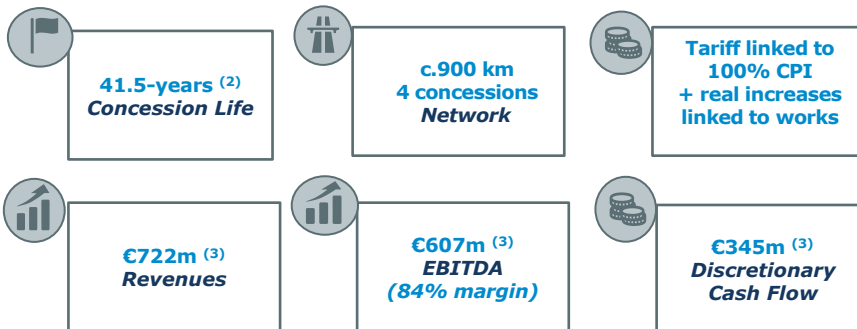 41.5-years (2)
Concession Life
c.900 km
4 concessions
Network
Tariff linked to
100% CPI
+ real increases
linked to works
€722m (3)
Revenues
€607m (3)
EBITDA
(84% margin)
€345m (3)
Discretionary
Cash Flow